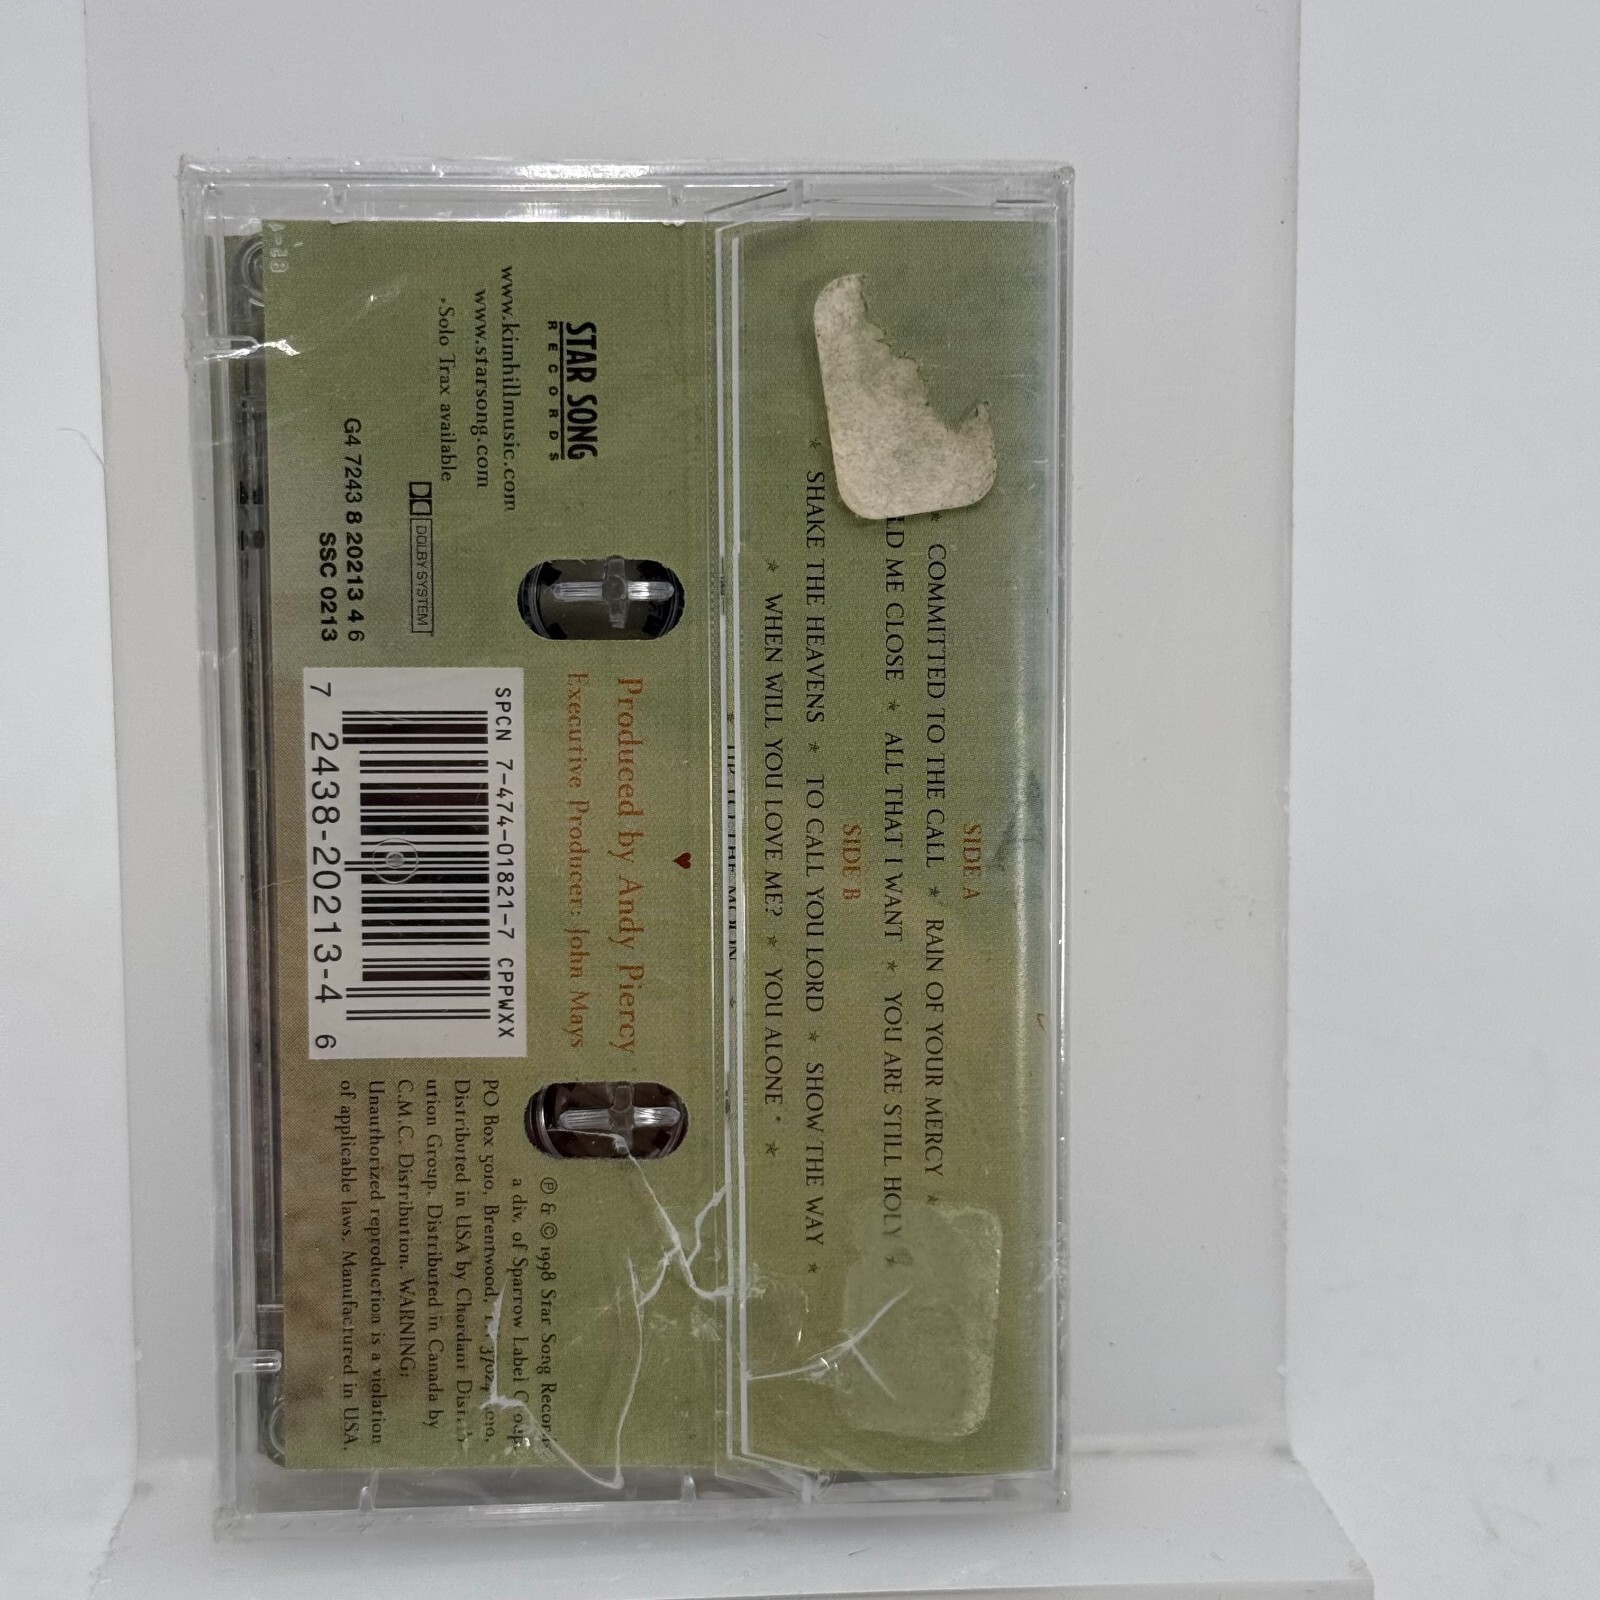 SIDE A
★ COMMITTED TO THE CALL ★ RAIN OF YOUR MERCY ★
LD ME CLOSE ★ ALL THAT I WANT ★ YOU ARE STILL HOLY ★
SIDE B
★ SHAKE THE HEAVENS ★ TO CALL YOU LORD ★ SHOW THE WAY ★
★ WHEN WILL YOU LOVE ME? ★ YOU ALONE * ★
♥
Produced by Andy Piercy
Executive Producer: John Mays
STAR SONG
RECORDS
www.kimhillmusic.com
www.starsong.com
*Solo Trax available
DOLBY SYSTEM
G4 7243 8 20213 4 6
SSC 0213
SPCN 7-474-01821-7 CPPWXX
7 2438-20213-4 6
℗ & © 1998 Star Song
a div. of Sparrow Label
PO Box 5010, Brentwood,
Distributed in USA by Chordant
ution Group. Distributed in Canada by
C.M.C. Distribution. WARNING:
Unauthorized reproduction is a violation
of applicable laws. Manufactured in USA.